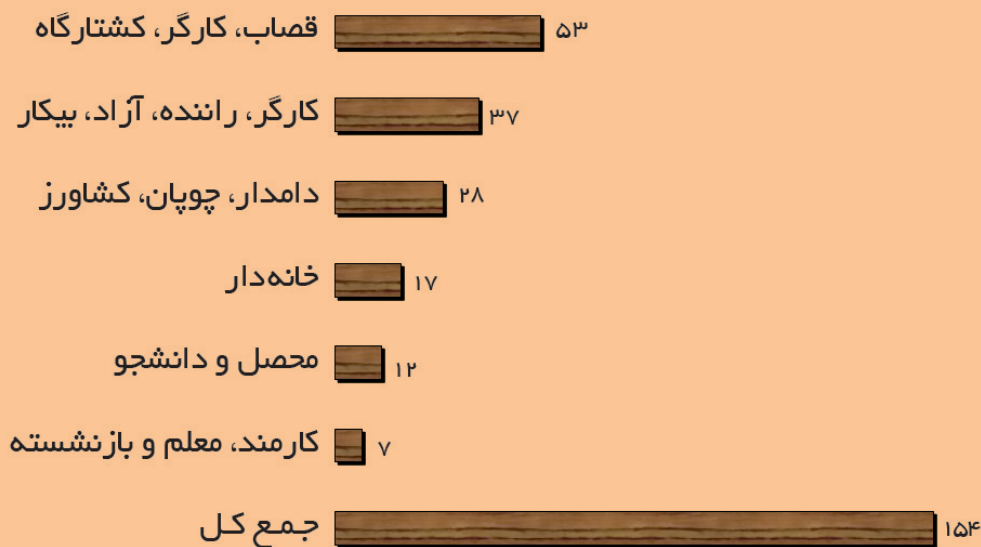 قصاب، کارگر، کشتارگاه ۵۳
کارگر، راننده، آزاد، بیکار ۳۷
دامدار، چوپان، کشاورز ۲۸
خانه‌دار ۱۷
محصل و دانشجو ۱۲
کارمند، معلم و بازنشسته ۷
جمع کل ۱۵۴